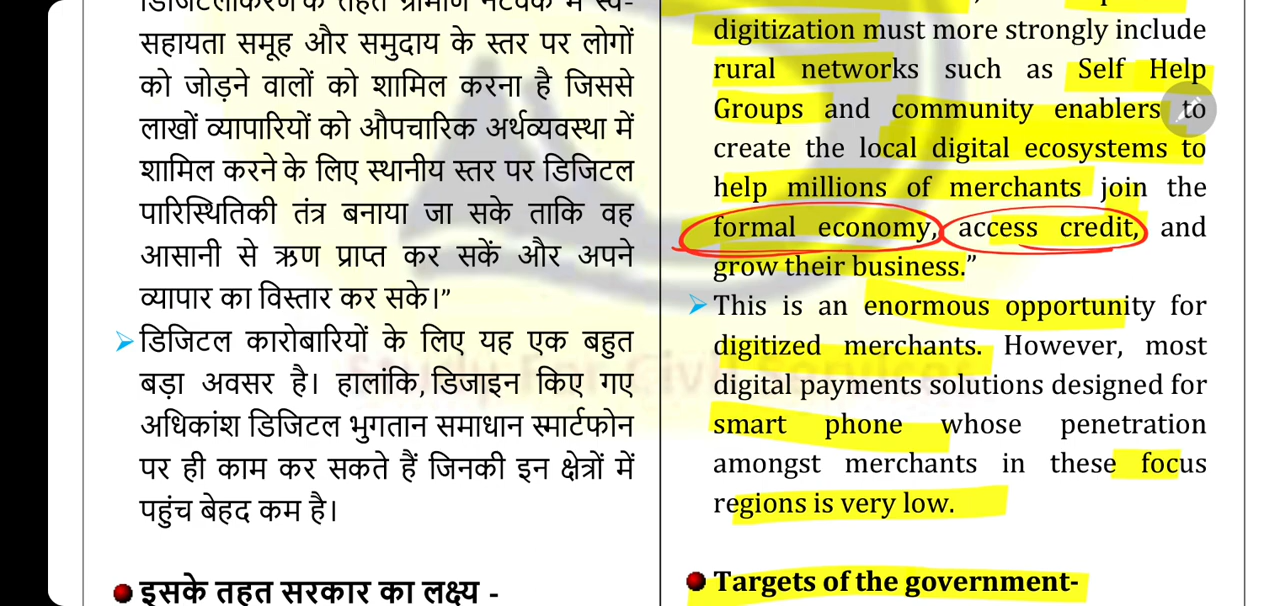 डिजिटलीकरण के तहत ग्रामीण नेटवर्क में स्व-
सहायता समूह और समुदाय के स्तर पर लोगों
को जोड़ने वालों को शामिल करना है जिससे
लाखों व्यापारियों को औपचारिक अर्थव्यवस्था में
शामिल करने के लिए स्थानीय स्तर पर डिजिटल
पारिस्थितिकी तंत्र बनाया जा सके ताकि वह
आसानी से ऋण प्राप्त कर सकें और अपने
व्यापार का विस्तार कर सके।”
डिजिटल कारोबारियों के लिए यह एक बहुत
बड़ा अवसर है। हालांकि, डिजाइन किए गए
अधिकांश डिजिटल भुगतान समाधान स्मार्टफोन
पर ही काम कर सकते हैं जिनकी इन क्षेत्रों में
पहुंच बेहद कम है।
इसके तहत सरकार का लक्ष्य -
digitization must more strongly include
rural networks such as Self Help
Groups and community enablers to
create the local digital ecosystems to
help millions of merchants join the
formal economy, access credit, and
grow their business.”
This is an enormous opportunity for
digitized merchants. However, most
digital payments solutions designed for
smart phone whose penetration
amongst merchants in these focus
regions is very low.
Targets of the government-